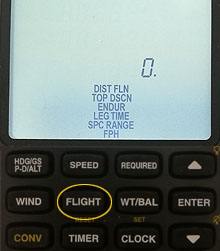 0.
DIST FLN
TOP DSCN
ENDUR
LEG TIME
SPC RANGE
FPH
HDG/GS
P-D/ALT
SPEED
REQUIRED
WIND
FLIGHT
WT/BAL
ENTER
RESET
SET
CONV
TIMER
CLOCK